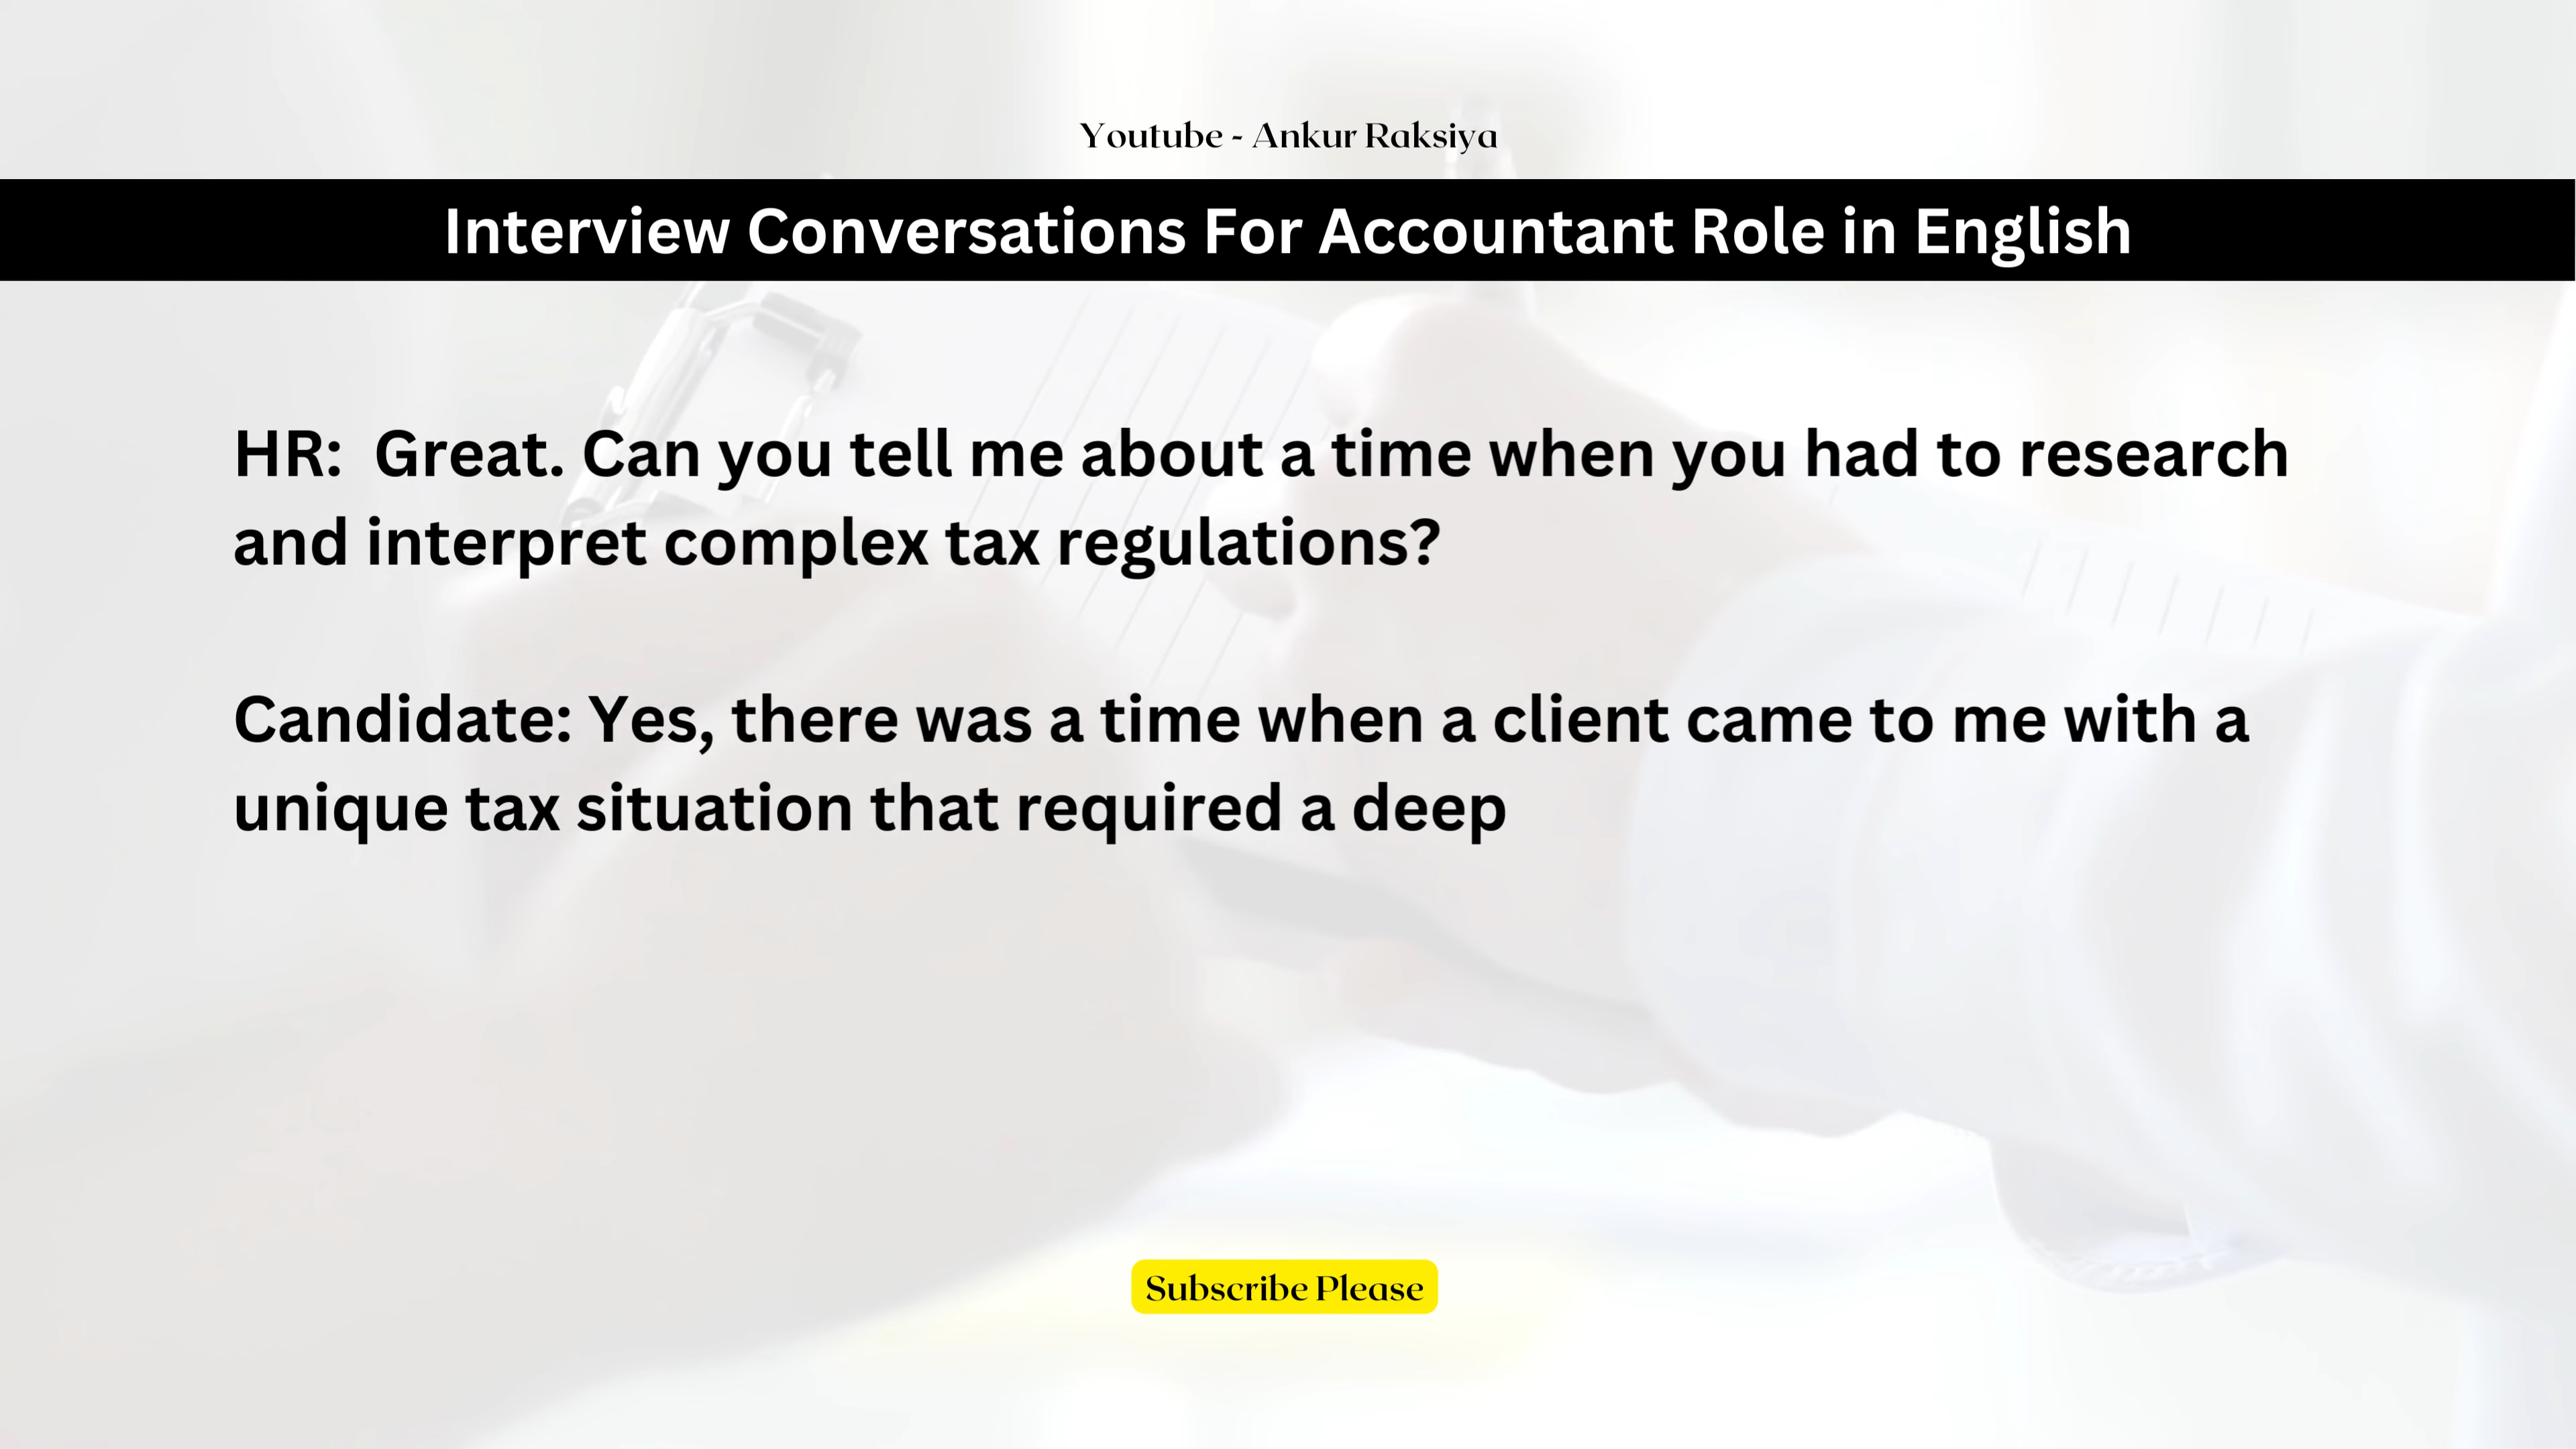 Youtube - Ankur Raksiya
Interview Conversations For Accountant Role in English
HR:  Great. Can you tell me about a time when you had to research
and interpret complex tax regulations?
Candidate: Yes, there was a time when a client came to me with a
unique tax situation that required a deep
Subscribe Please